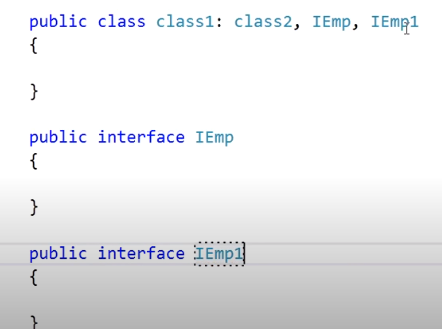 public class class1: class2, IEmp, IEmp1
{
}
public interface IEmp
{
}
public interface IEmp1
{
}